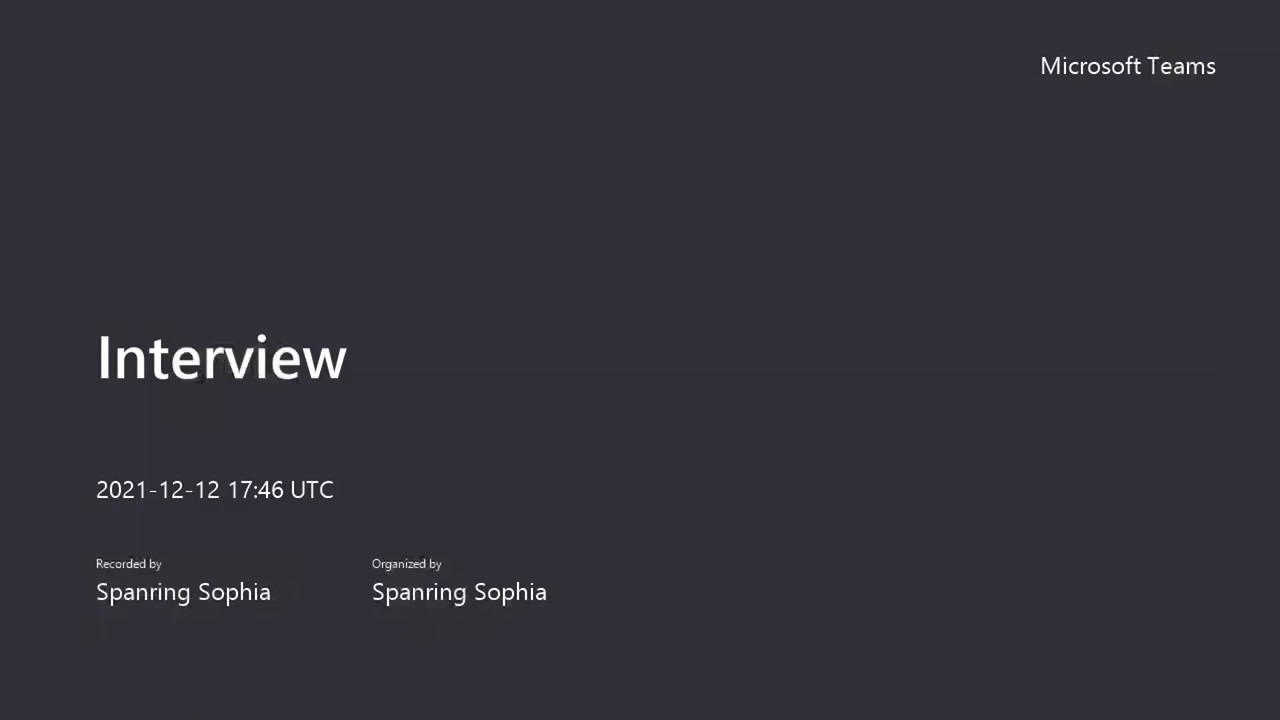 Microsoft Teams
Interview
2021-12-12 17:46 UTC
Recorded by
Spanring Sophia
Organized by
Spanring Sophia